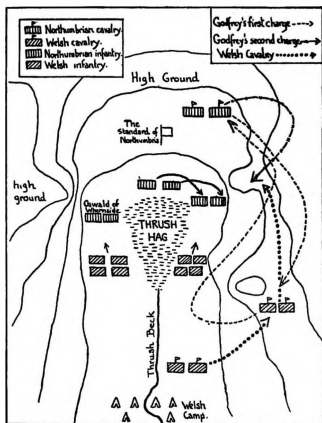 Northumbrian cavalry.
Welsh cavalry.
Northumbrian infantry.
Welsh infantry.
Godfrey's first charge
Godfrey's second charge
Welsh Cavalry
High Ground
The
Standard of
Northumbria
high
ground
Oswald of
Whernside
THRUSH
HAG
Thrush Beck
Welsh
Camp.